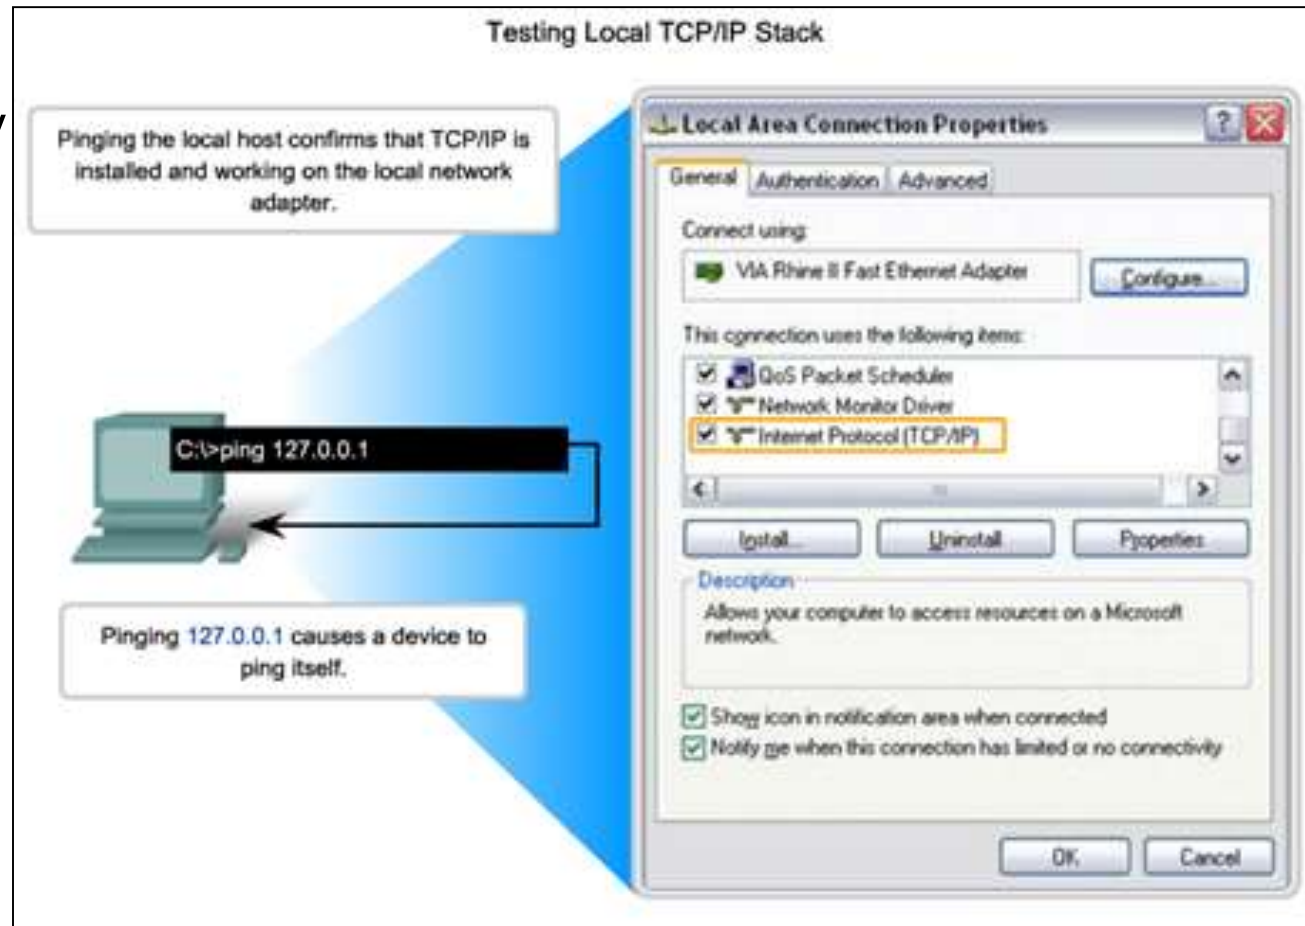 Testing Local TCP/IP Stack
y
Pinging the local host confirms that TCP/IP is
installed and working on the local network
adapter.
C:\>ping 127.0.0.1
Pinging 127.0.0.1 causes a device to
ping itself.
Local Area Connection Properties
General
Authentication
Advanced
Connect using:
VIA Rhine II Fast Ethernet Adapter
Configure...
This connection uses the following items:
QoS Packet Scheduler
Network Monitor Driver
Internet Protocol (TCP/IP)
Install...
Uninstall
Properties
Description
Allows your computer to access resources on a Microsoft
network.
Show icon in notification area when connected
Notify me when this connection has limited or no connectivity
OK
Cancel